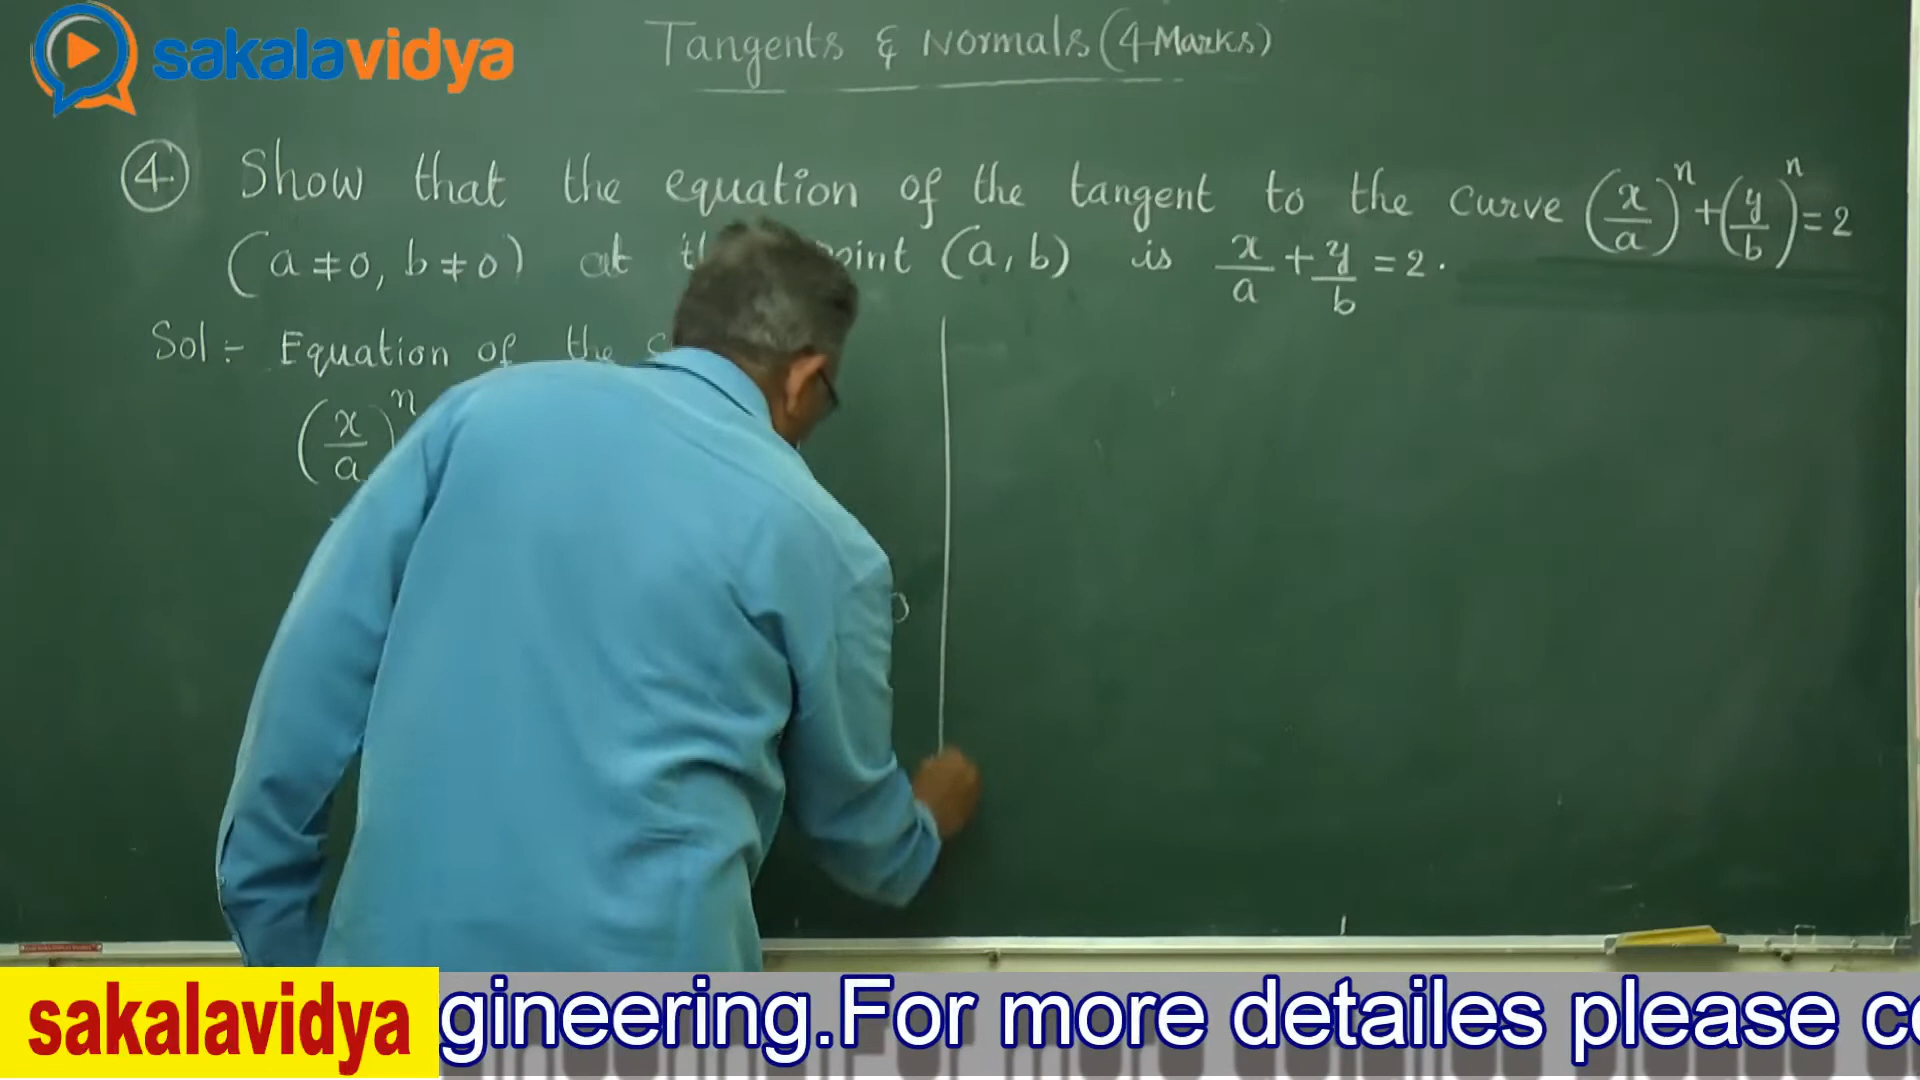 sakalavidya
Tangents & Normals (4 Marks)
④ Show that the equation of the tangent to the curve (x/a)^n + (y/b)^n = 2
(a ≠ 0, b ≠ 0) at point (a, b) is x/a + y/b = 2.
Sol :- Equation of the
(x/a)^n
sakalavidya
gineering.For more detailes please